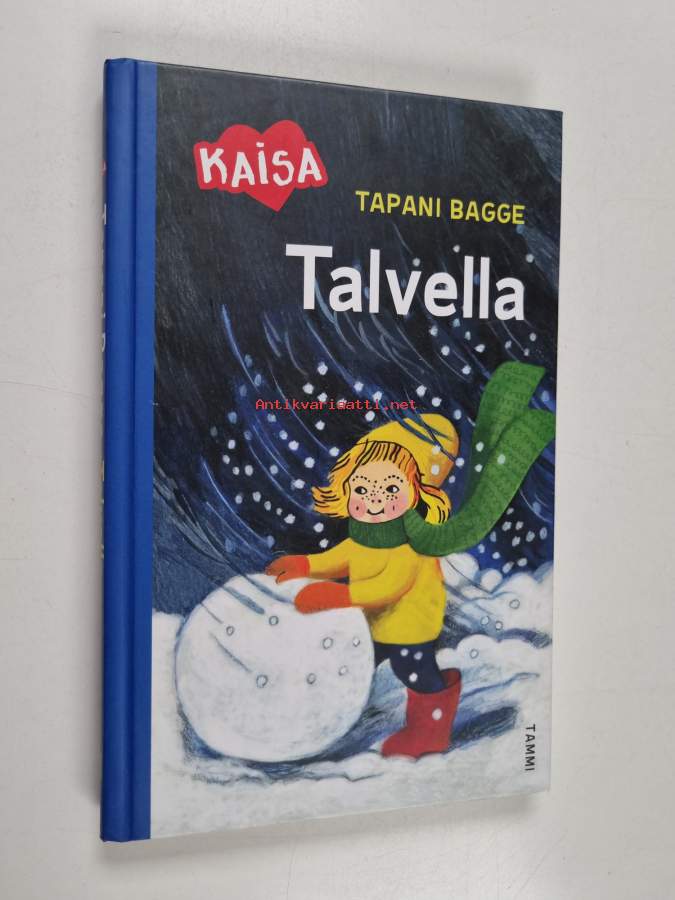 KAISA
TAPANI BAGGE
Talvella
Antikvariaatti.net
TAMMI